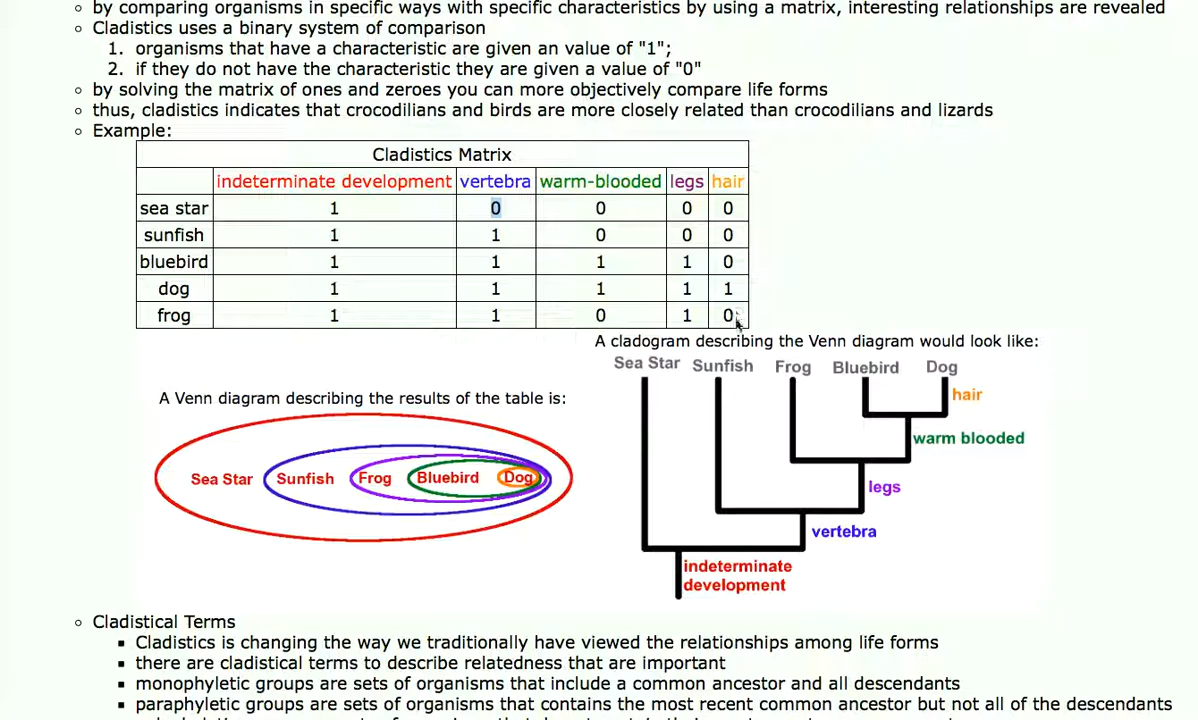 by comparing organisms in specific ways with specific characteristics by using a matrix, interesting relationships are revealed
Cladistics uses a binary system of comparison
1. organisms that have a characteristic are given an value of "1";
2. if they do not have the characteristic they are given a value of "0"
by solving the matrix of ones and zeroes you can more objectively compare life forms
thus, cladistics indicates that crocodilians and birds are more closely related than crocodilians and lizards
Example:
Cladistics Matrix
indeterminate development vertebra warm-blooded legs hair
sea star 1 0 0 0 0
sunfish 1 1 0 0 0
bluebird 1 1 1 1 0
dog 1 1 1 1 1
frog 1 1 0 1 0
A Venn diagram describing the results of the table is:
Sea Star Sunfish Frog Bluebird Dog
A cladogram describing the Venn diagram would look like:
Sea Star Sunfish Frog Bluebird Dog
hair
warm blooded
legs
vertebra
indeterminate
development
Cladistical Terms
Cladistics is changing the way we traditionally have viewed the relationships among life forms
there are cladistical terms to describe relatedness that are important
monophyletic groups are sets of organisms that include a common ancestor and all descendants
paraphyletic groups are sets of organisms that contains the most recent common ancestor but not all of the descendants